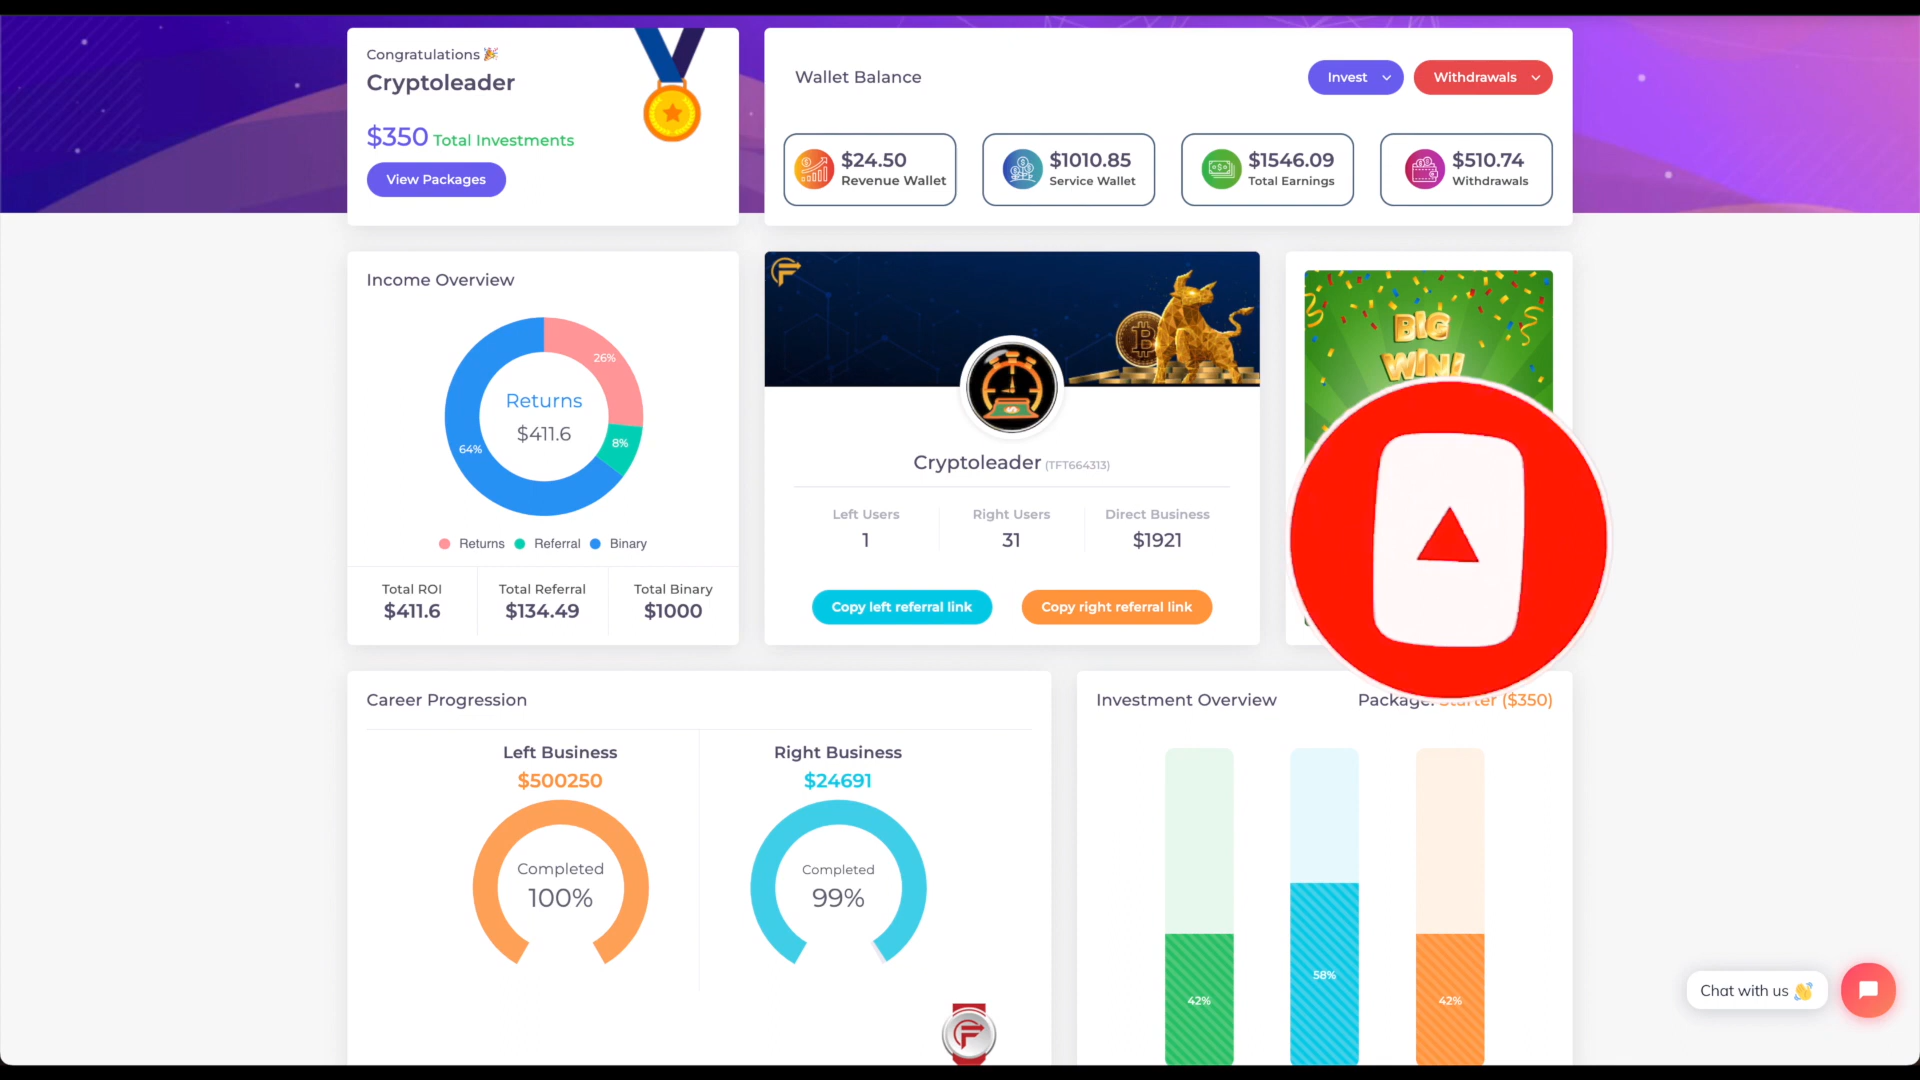 Congratulations 🎉
Cryptoleader
$350 Total Investments
View Packages
Wallet Balance
Invest
Withdrawals
$24.50
Revenue Wallet
$1010.85
Service Wallet
$1546.09
Total Earnings
$510.74
Withdrawals
Income Overview
26%
8%
64%
Returns
$411.6
Returns
Referral
Binary
Total ROI
$411.6
Total Referral
$134.49
Total Binary
$1000
Cryptoleader (TFT664313)
Left Users
1
Right Users
31
Direct Business
$1921
Copy left referral link
Copy right referral link
BIG
WIN!
Career Progression
Left Business
$500250
Completed
100%
Right Business
$24691
Completed
99%
Investment Overview
Package: Starter ($350)
42%
58%
42%
Chat with us 👋